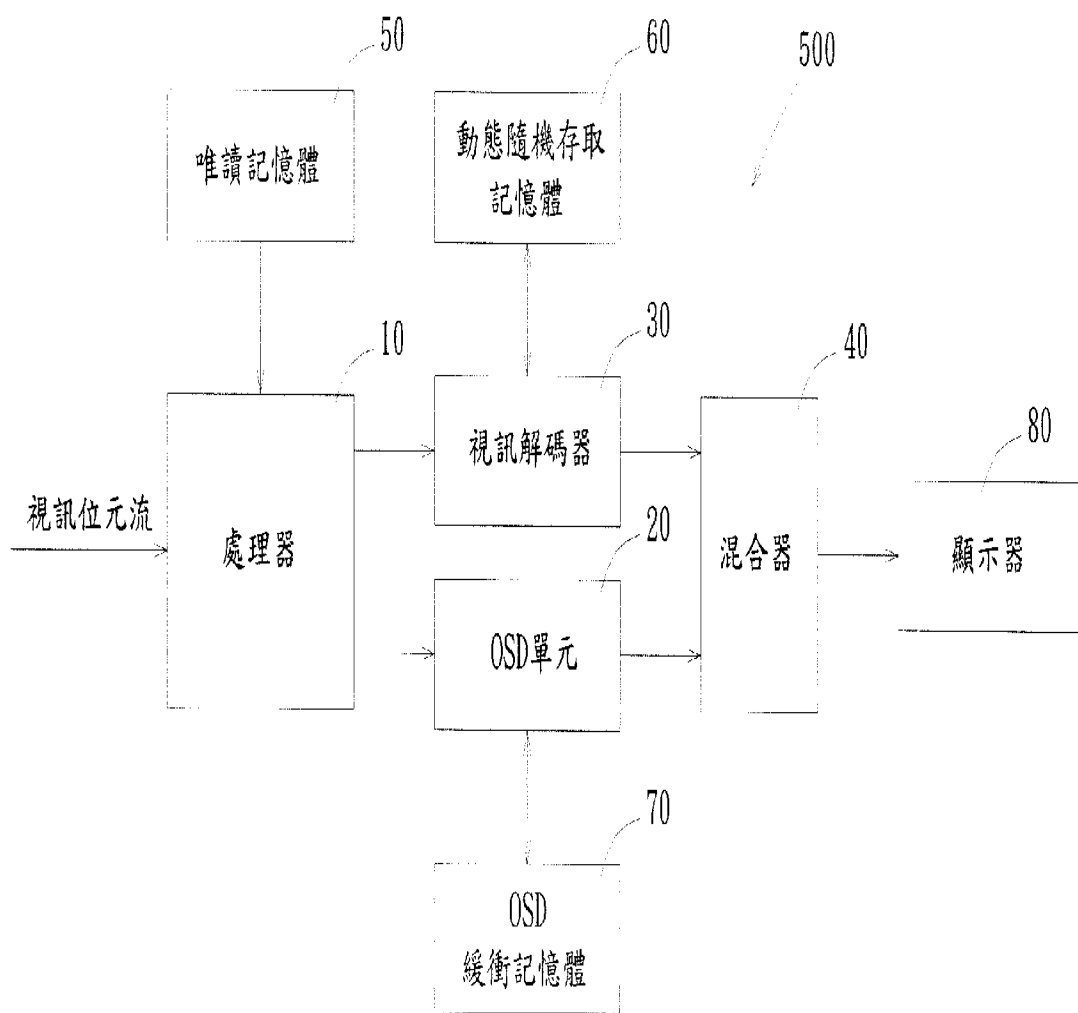 50
60
500
唯讀記憶體
動態隨機存取
記憶體
10
30
40
80
視訊解碼器
視訊位元流
處理器
20
混合器
顯示器
OSD單元
70
OSD
緩衝記憶體